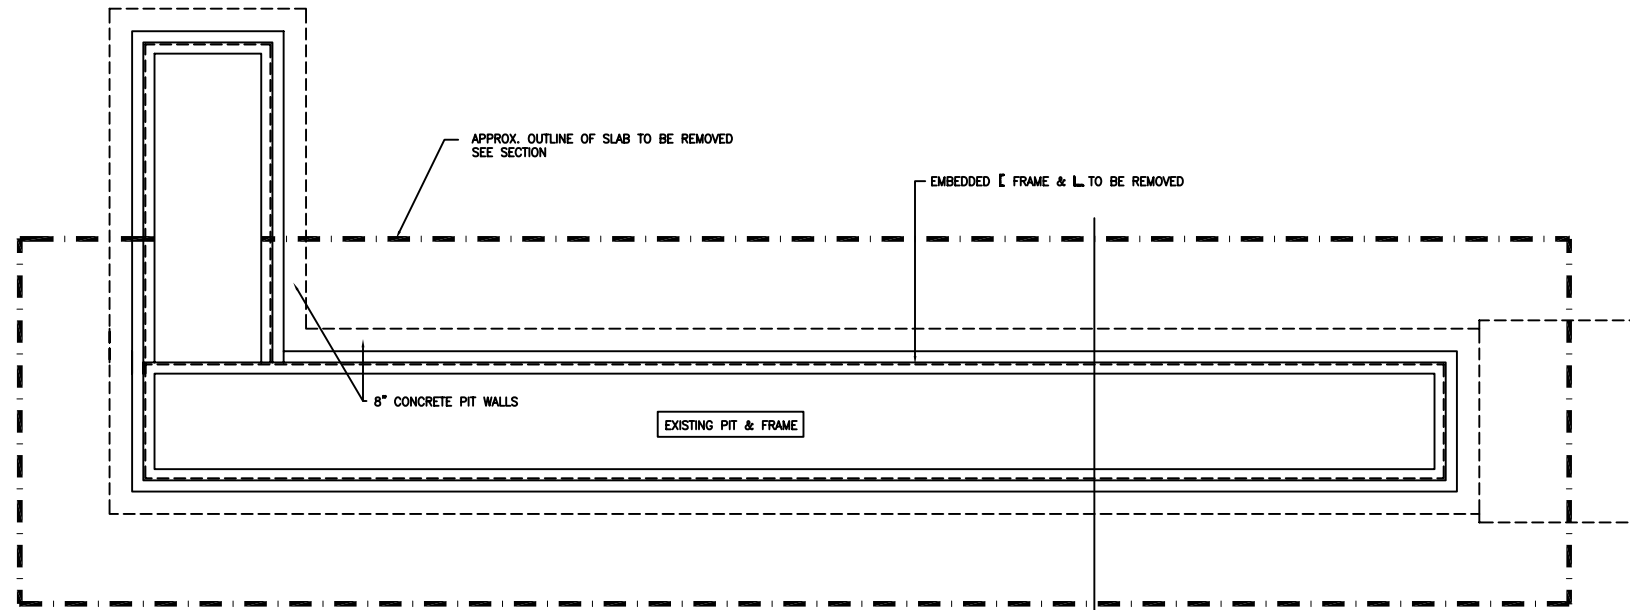 APPROX. OUTLINE OF SLAB TO BE REMOVED
SEE SECTION
EMBEDDED [ FRAME & L TO BE REMOVED
8" CONCRETE PIT WALLS
EXISTING PIT & FRAME